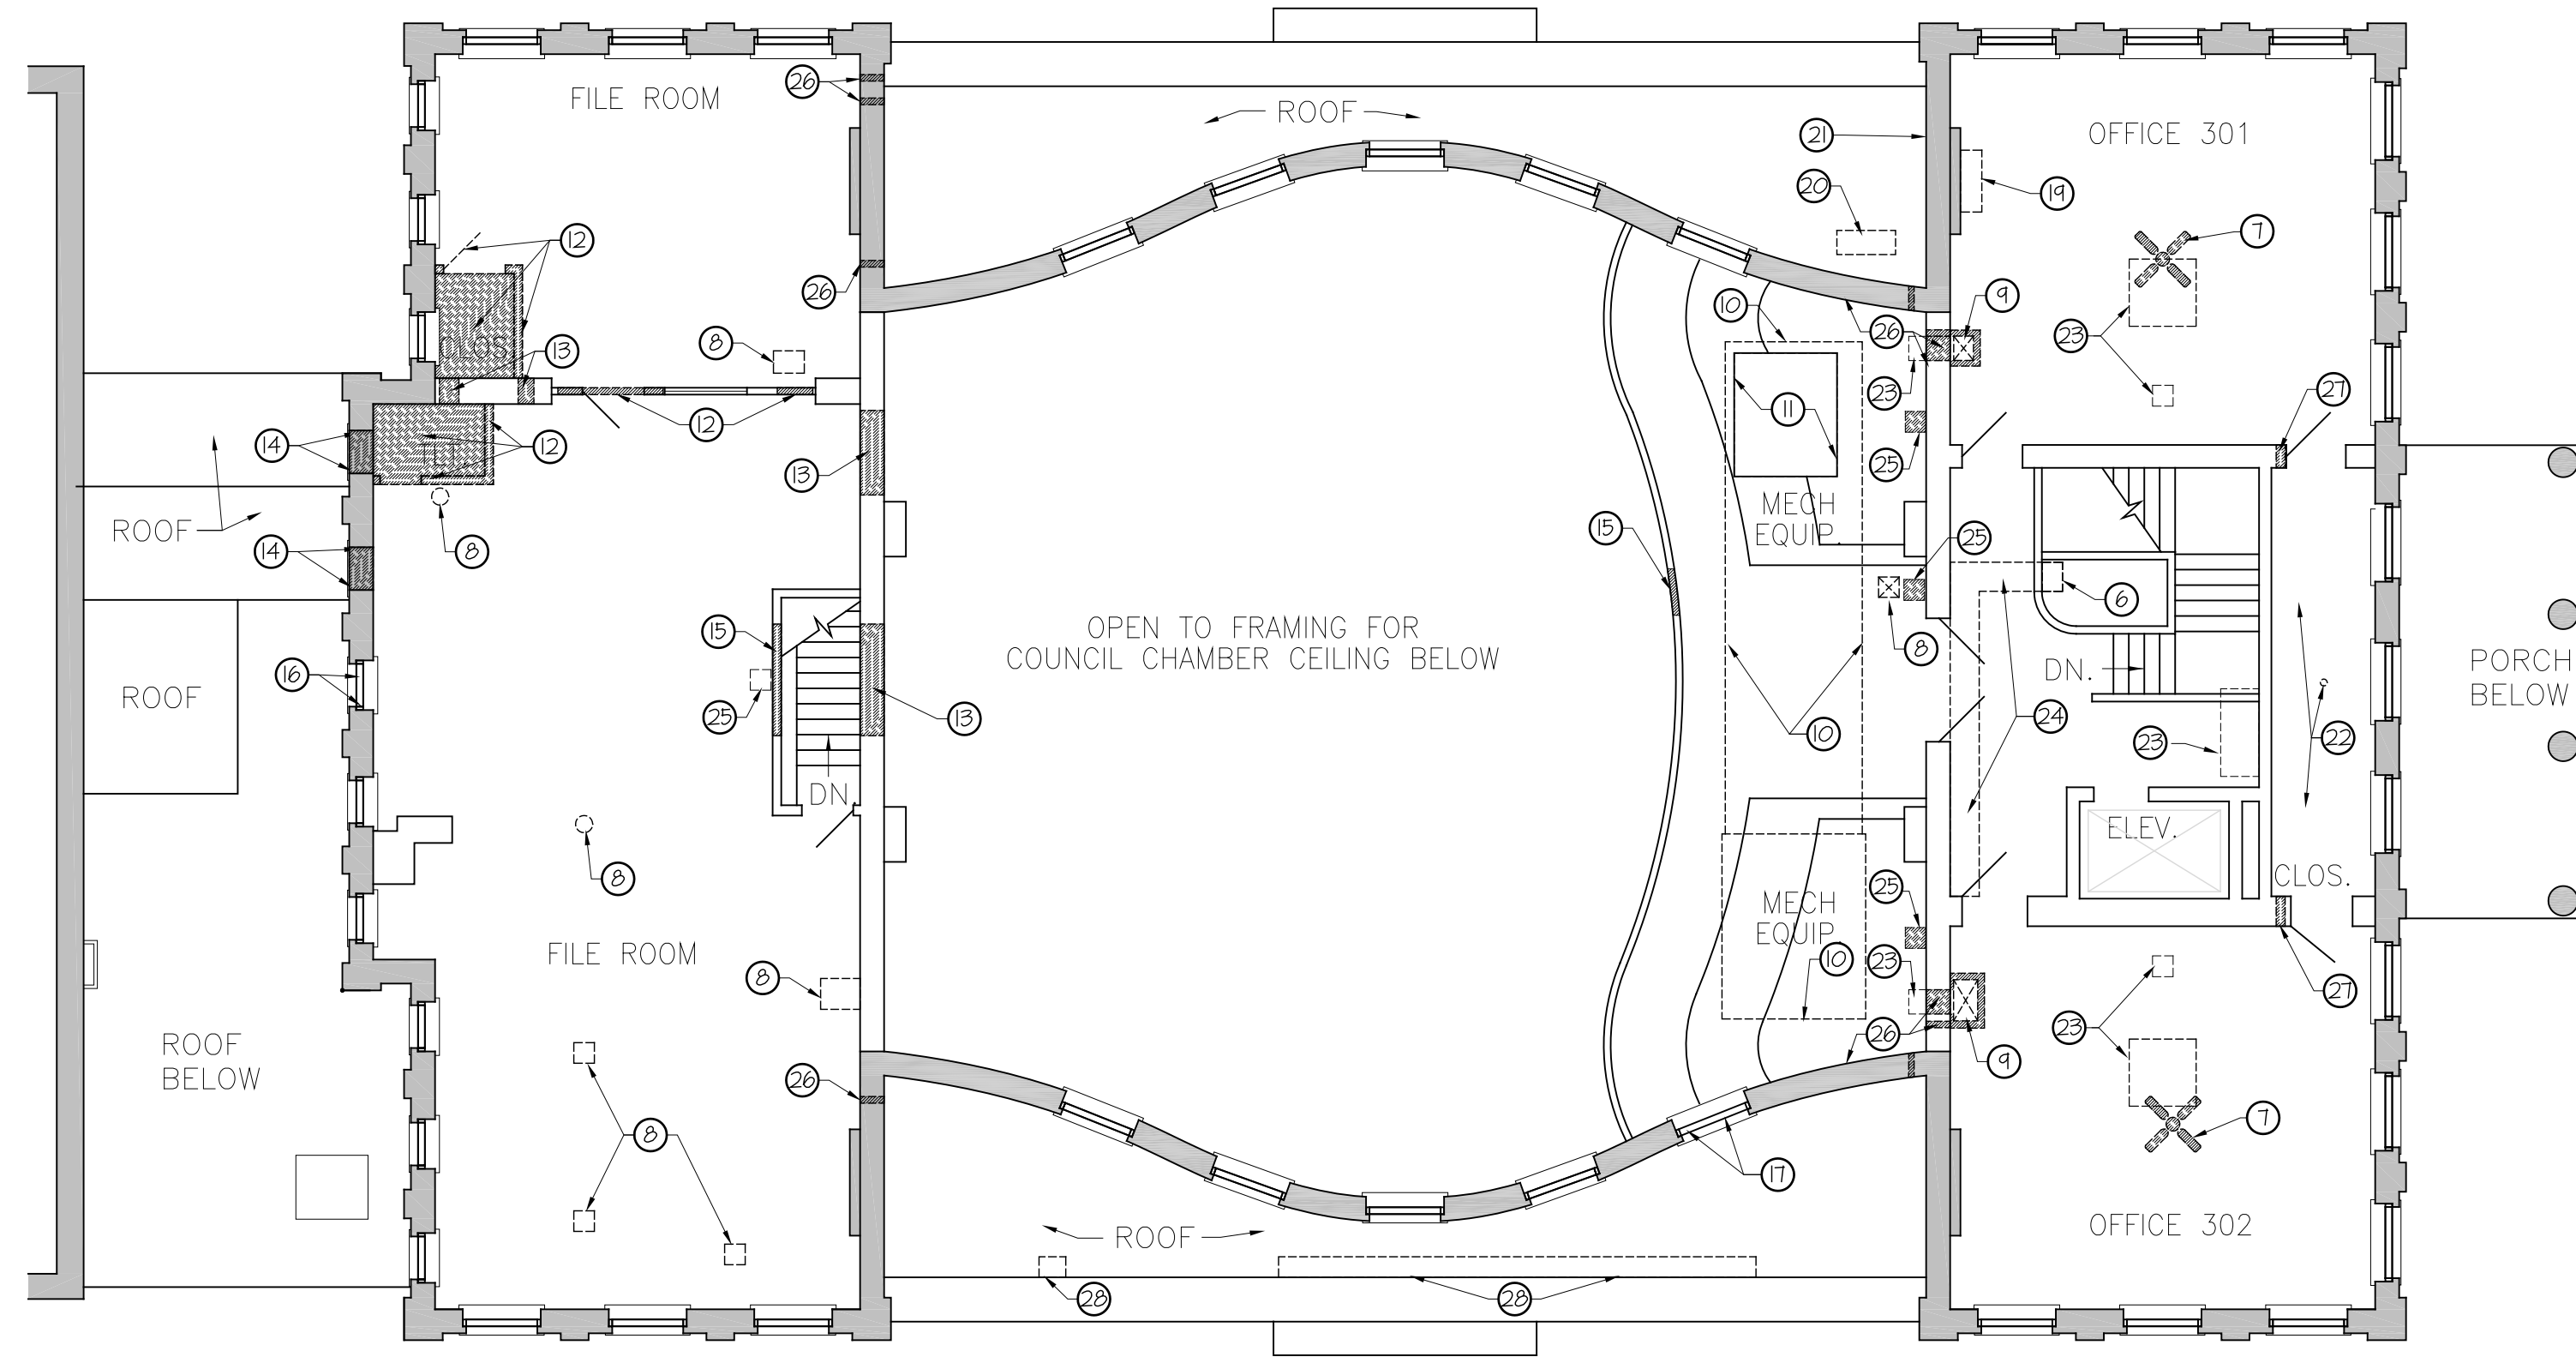 FILE ROOM
26
ROOF
21
OFFICE 301
20
19
7
12
26
10
9
8
CLOS.
13
26
23
11
23
27
12
14
12
13
25
MECH
EQUIP.
ROOF
8
14
15
25
6
8
15
OPEN TO FRAMING FOR
COUNCIL CHAMBER CEILING BELOW
DN.
PORCH
BELOW
16
ROOF
25
13
10
24
23
22
DN.
ELEV.
CLOS.
8
25
MECH
EQUIP.
FILE ROOM
8
10
23
27
ROOF
BELOW
26
26
9
23
7
8
17
OFFICE 302
ROOF
28
28